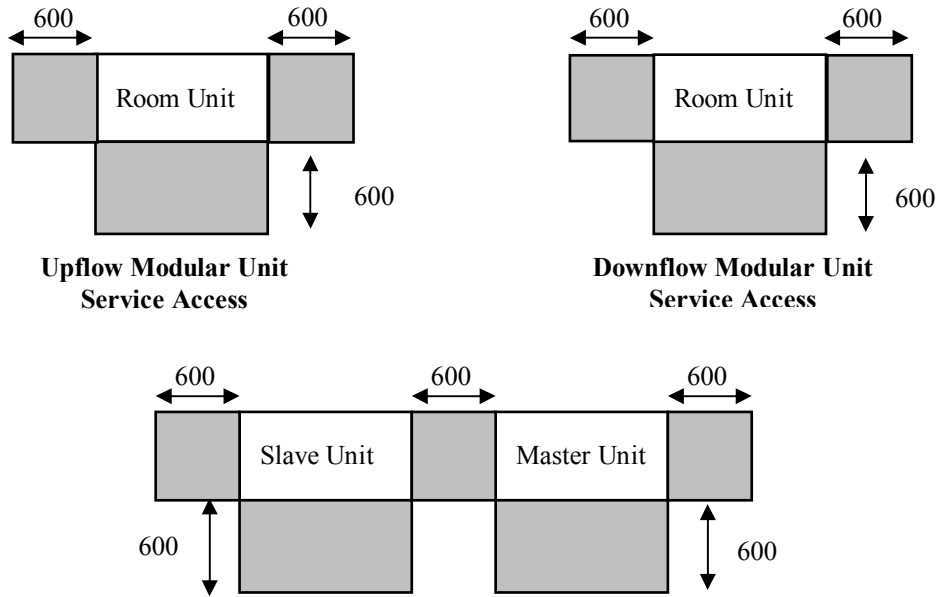 600
600
600
600
Room Unit
Room Unit
600
600
Upflow Modular Unit
Service Access
Downflow Modular Unit
Service Access
600
600
600
Slave Unit
Master Unit
600
600